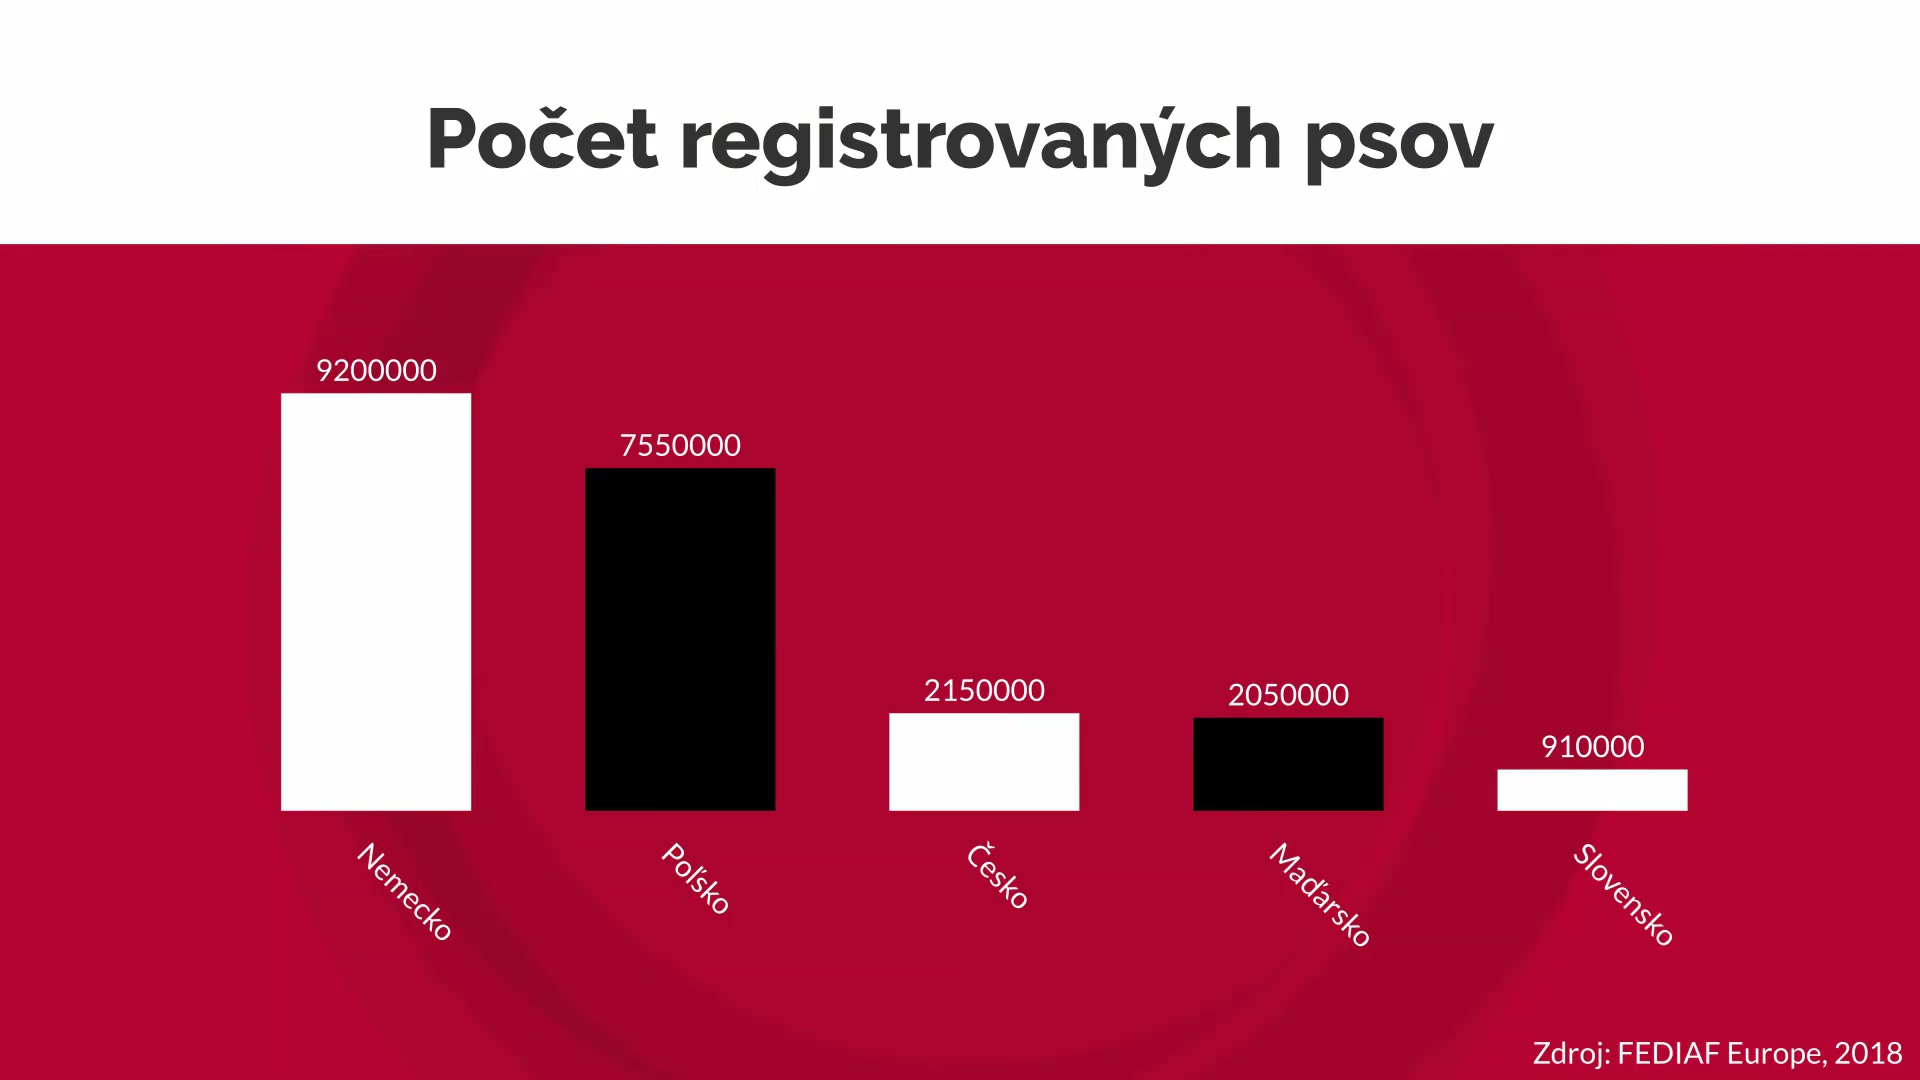 Počet registrovaných psov
9200000
7550000
2150000
2050000
910000
Nemecko
Poľsko
Česko
Maďarsko
Slovensko
Zdroj: FEDIAF Europe, 2018